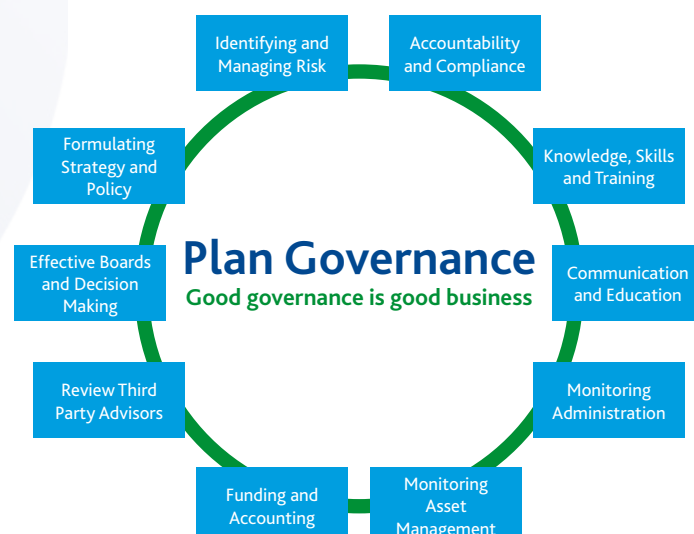 Identifying and
Managing Risk
Accountability
and Compliance
Formulating
Strategy and
Policy
Knowledge, Skills
and Training
Plan Governance
Good governance is good business
Effective Boards
and Decision
Making
Communication
and Education
Review Third
Party Advisors
Monitoring
Administration
Funding and
Accounting
Monitoring
Asset
Management